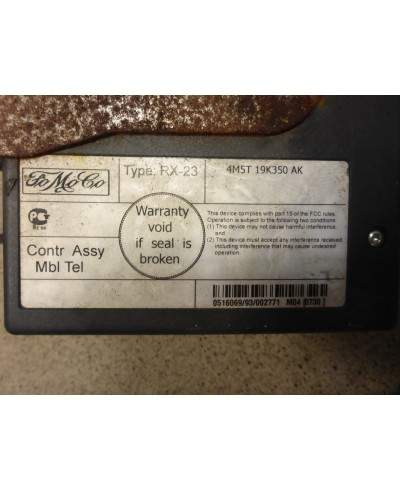 FoMoCo
Type: RX-23
4M5T 19K350 AK
Contr Assy
Mbl Tel
Warranty
void
if seal is
broken
This device complies with part 15 of the FCC rules.
Operation is subject to the following two conditions:
(1) This device may not cause harmful interference,
and
(2) This device must accept any interference received
including interference that may cause undesired
operation.
0516069/93/002771 M04 0730